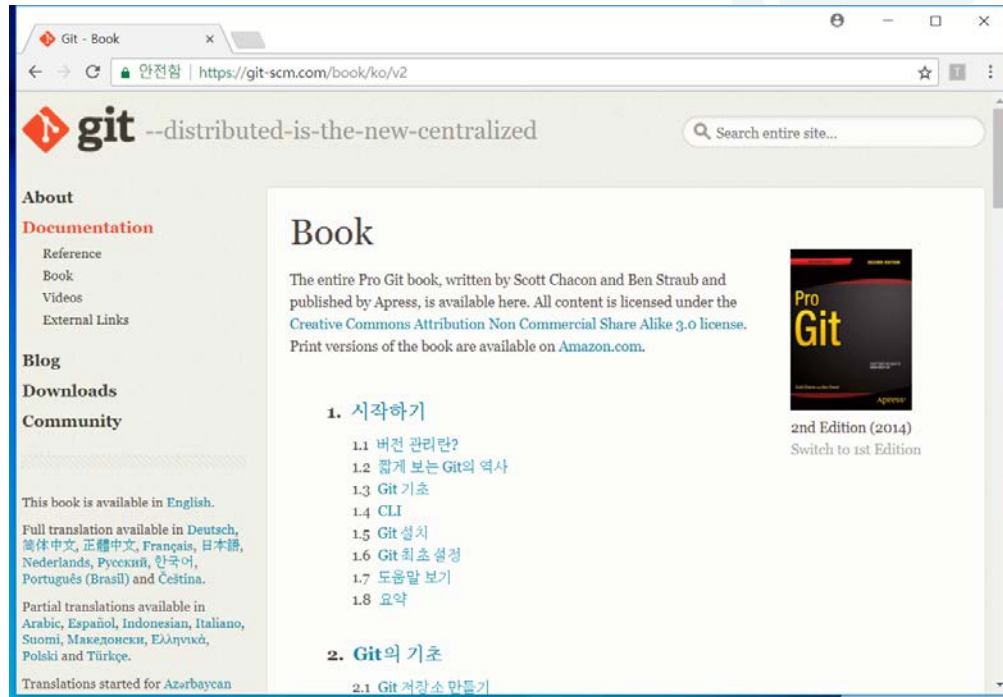 Git - Book
안전함 | https://git-scm.com/book/ko/v2
git --distributed-is-the-new-centralized
Search entire site...
About
Documentation
Reference
Book
Videos
External Links
Blog
Downloads
Community
This book is available in English.
Full translation available in Deutsch,
简体中文, 正體中文, Français, 日本語,
Nederlands, Русский, 한국어,
Português (Brasil) and Čeština.
Partial translations available in
Arabic, Español, Indonesian, Italiano,
Suomi, Македонски, Ελληνικά,
Polski and Türkçe.
Translations started for Azərbaycan
Book
The entire Pro Git book, written by Scott Chacon and Ben Straub and
published by Apress, is available here. All content is licensed under the
Creative Commons Attribution Non Commercial Share Alike 3.0 license.
Print versions of the book are available on Amazon.com.
1. 시작하기
1.1 버전 관리란?
1.2 짧게 보는 Git의 역사
1.3 Git 기초
1.4 CLI
1.5 Git 설치
1.6 Git 최초 설정
1.7 도움말 보기
1.8 요약
2. Git의 기초
2.1 Git 저장소 만들기
Pro
Git
Apress
2nd Edition (2014)
Switch to 1st Edition